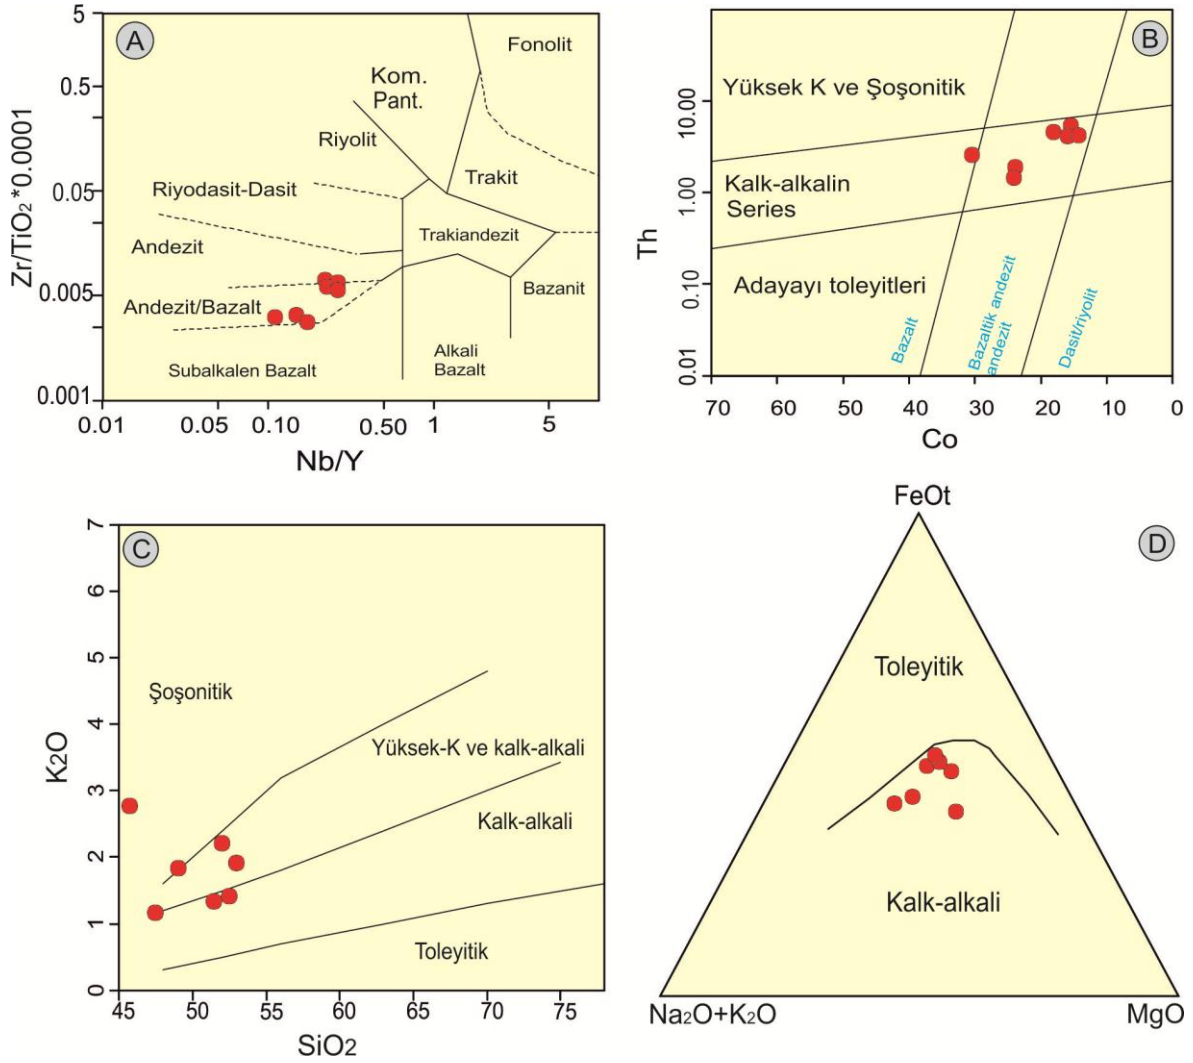 A
5
0.5
0.05
0.005
0.001
Zr/TiO2 *0.0001
Fonolit
Kom.
Pant.
Riyolit
Trakit
Riyodasit-Dasit
Trakiandezit
Andezit
Bazanit
Andezit/Bazalt
Subalkalen Bazalt
Alkali
Bazalt
0.01
0.05
0.10
0.50
1
5
Nb/Y
B
Yüksek K ve Şoşonitik
Kalk-alkalin
Series
Adayayı toleyitleri
Bazalt
Bazaltik andezit
andezit
Dasit/riyolit
10.00
1.00
0.10
0.01
Th
70
60
50
40
30
20
10
0
Co
C
7
6
5
4
3
2
1
0
K2O
Şoşonitik
Yüksek-K ve kalk-alkali
Kalk-alkali
Toleyitik
45
50
55
60
65
70
75
SiO2
D
FeOt
Toleyitik
Kalk-alkali
Na2O+K2O
MgO